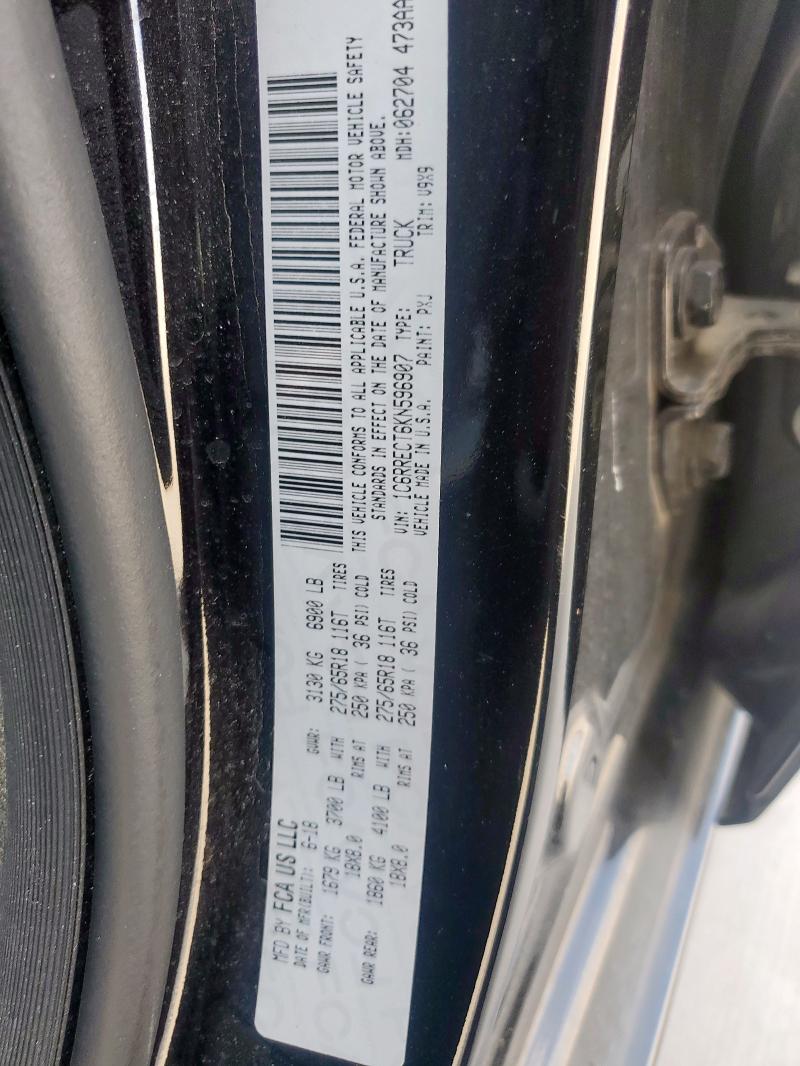 MFD BY FCA US LLC
DATE OF MFR(BUILT): 6-18
GVWR: 3130 KG 6900 LB
GAWR FRONT: 1679 KG 3700 LB WITH 275/65R18 116T TIRES
18X8.0 RIMS AT 250 KPA ( 36 PSI) COLD
GAWR REAR: 1860 KG 4100 LB WITH 275/65R18 116T TIRES
18X8.0 RIMS AT 250 KPA ( 36 PSI) COLD
THIS VEHICLE CONFORMS TO ALL APPLICABLE U.S.A. FEDERAL MOTOR VEHICLE SAFETY
STANDARDS IN EFFECT ON THE DATE OF MANUFACTURE SHOWN ABOVE.
VIN: 1C6RRECT6KN596907 TYPE: TRUCK MDH:062704 473AA
VEHICLE MADE IN U.S.A. PAINT: PXJ TRIM: V9X9